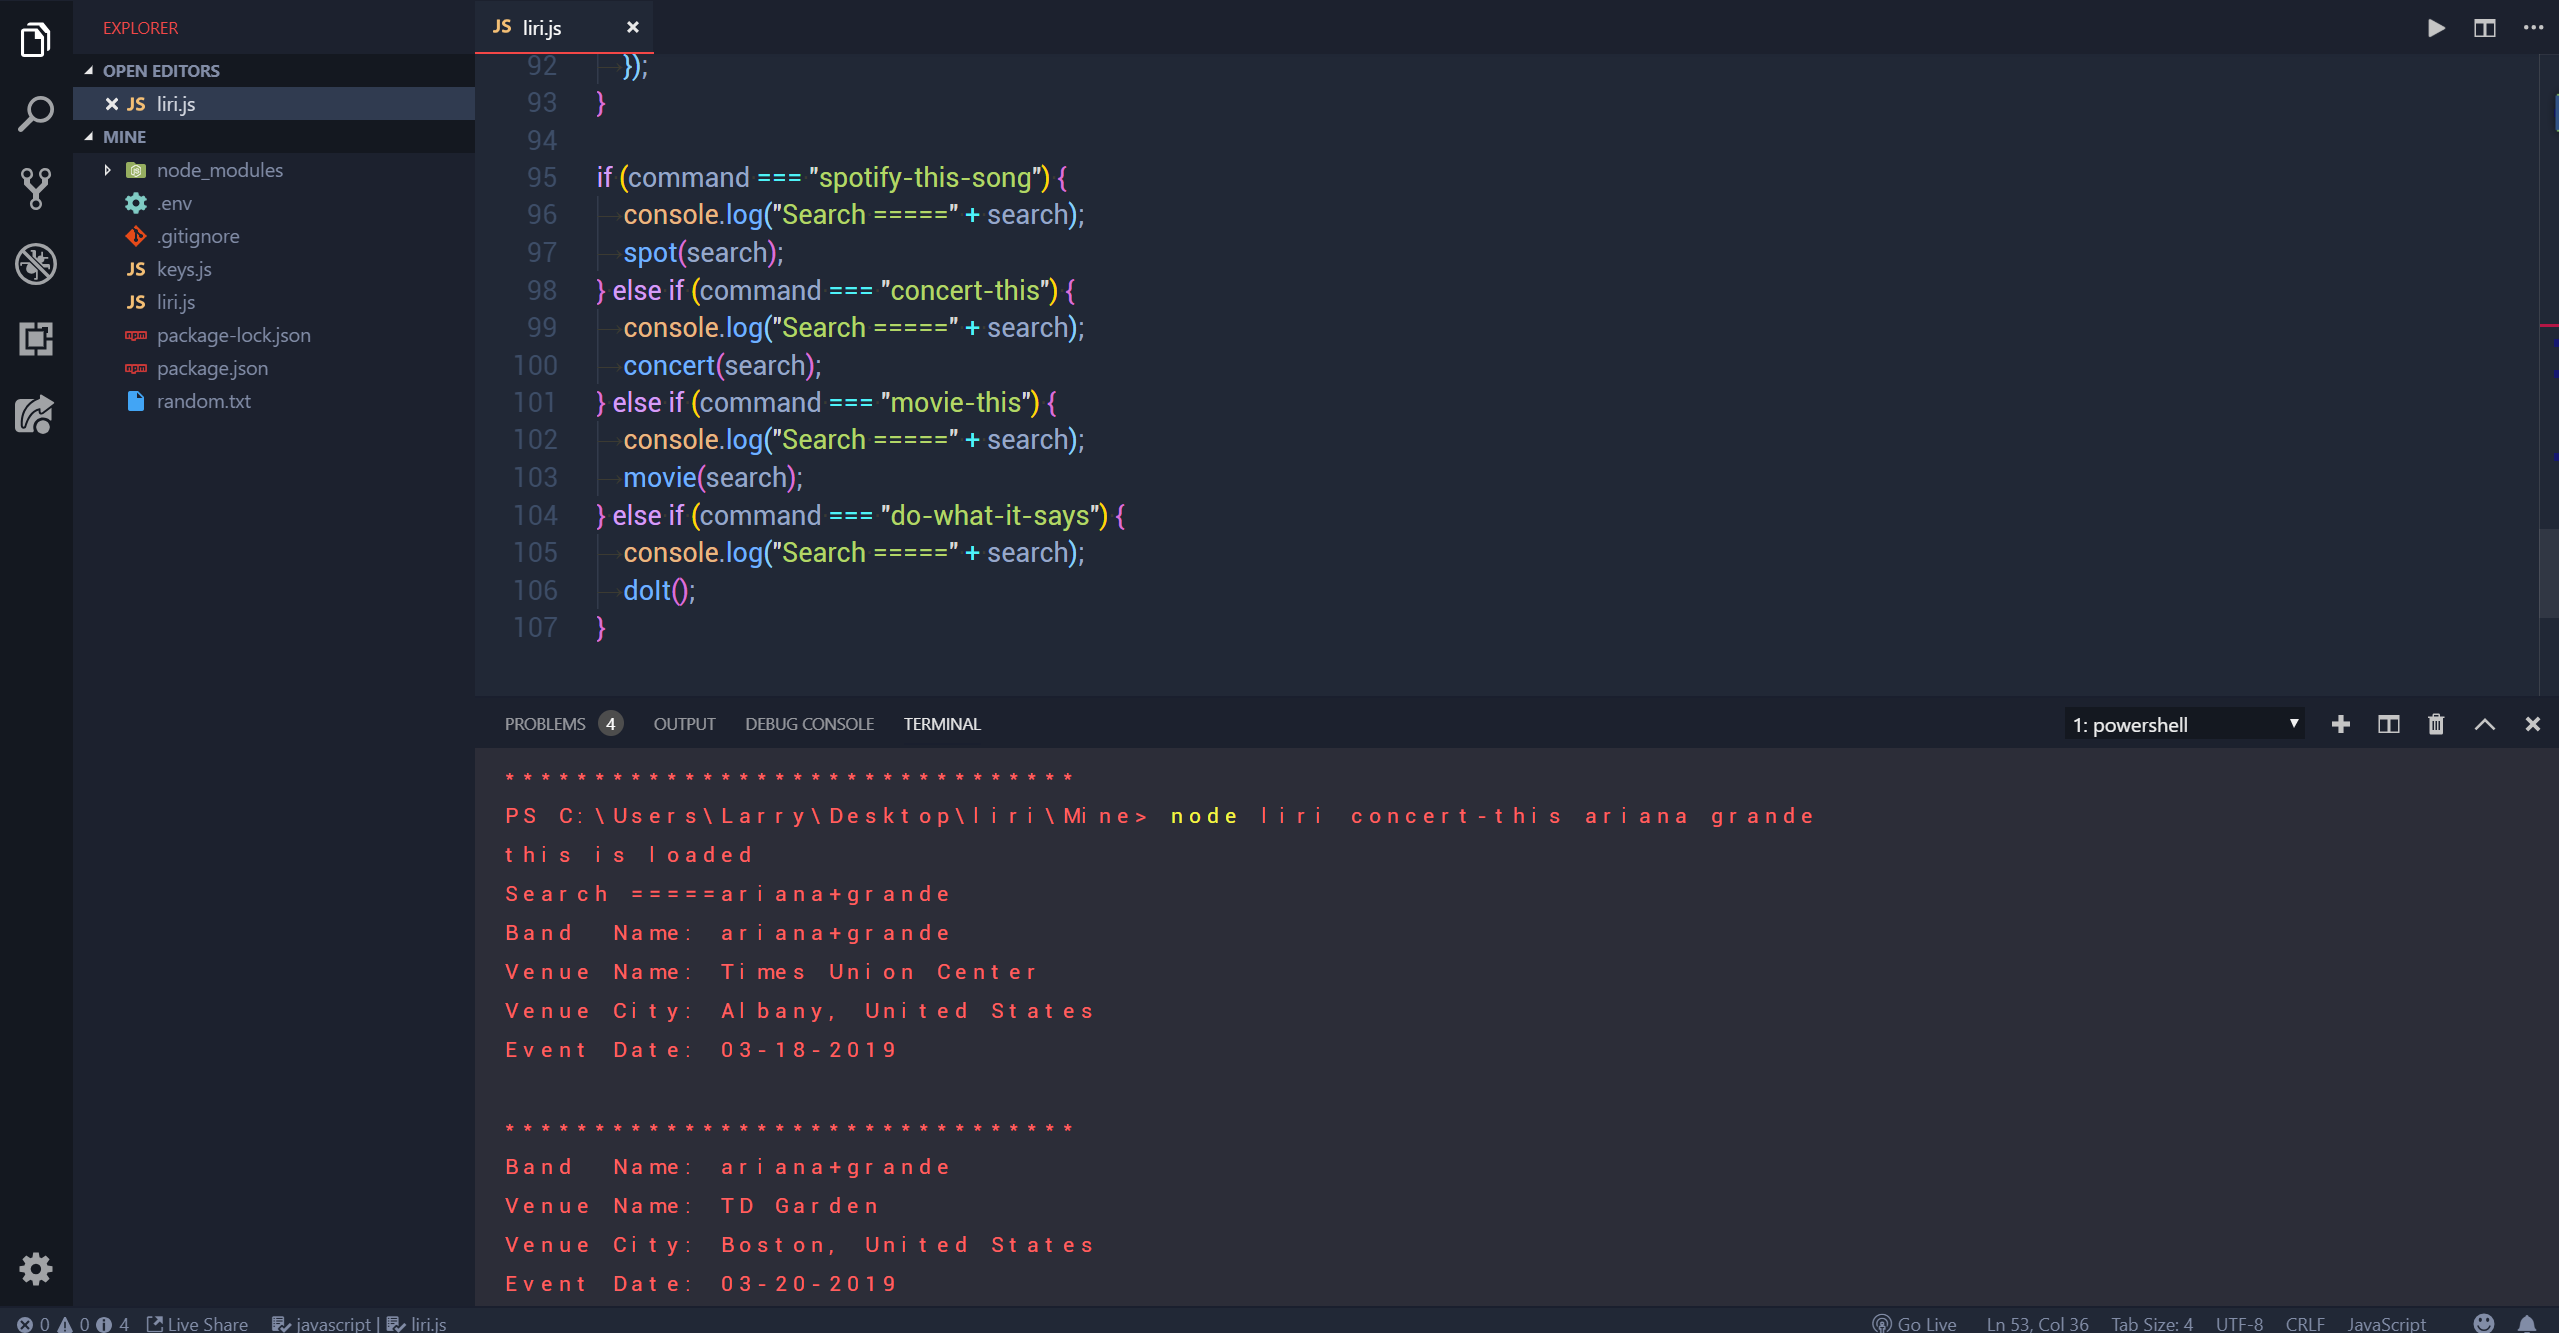 EXPLORER
OPEN EDITORS
JS liri.js
MINE
node_modules
.env
.gitignore
JS keys.js
JS liri.js
package-lock.json
package.json
random.txt
JS liri.js
92 });
93 }
94
95 if (command === "spotify-this-song") {
96 console.log("Search =====" + search);
97 spot(search);
98 } else if (command === "concert-this") {
99 console.log("Search =====" + search);
100 concert(search);
101 } else if (command === "movie-this") {
102 console.log("Search =====" + search);
103 movie(search);
104 } else if (command === "do-what-it-says") {
105 console.log("Search =====" + search);
106 doIt();
107 }
PROBLEMS 4 OUTPUT DEBUG CONSOLE TERMINAL 1: powershell
********************************
PS C:\Users\Larry\Desktop\liri\Mine> node liri concert-this ariana grande
this is loaded
Search =====ariana+grande
Band  Name: ariana+grande
Venue Name: Times Union Center
Venue City: Albany, United States
Event Date: 03-18-2019
********************************
Band  Name: ariana+grande
Venue Name: TD Garden
Venue City: Boston, United States
Event Date: 03-20-2019
0 0 4 Live Share javascript | liri.js Go Live Ln 53, Col 36 Tab Size: 4 UTF-8 CRLF JavaScript